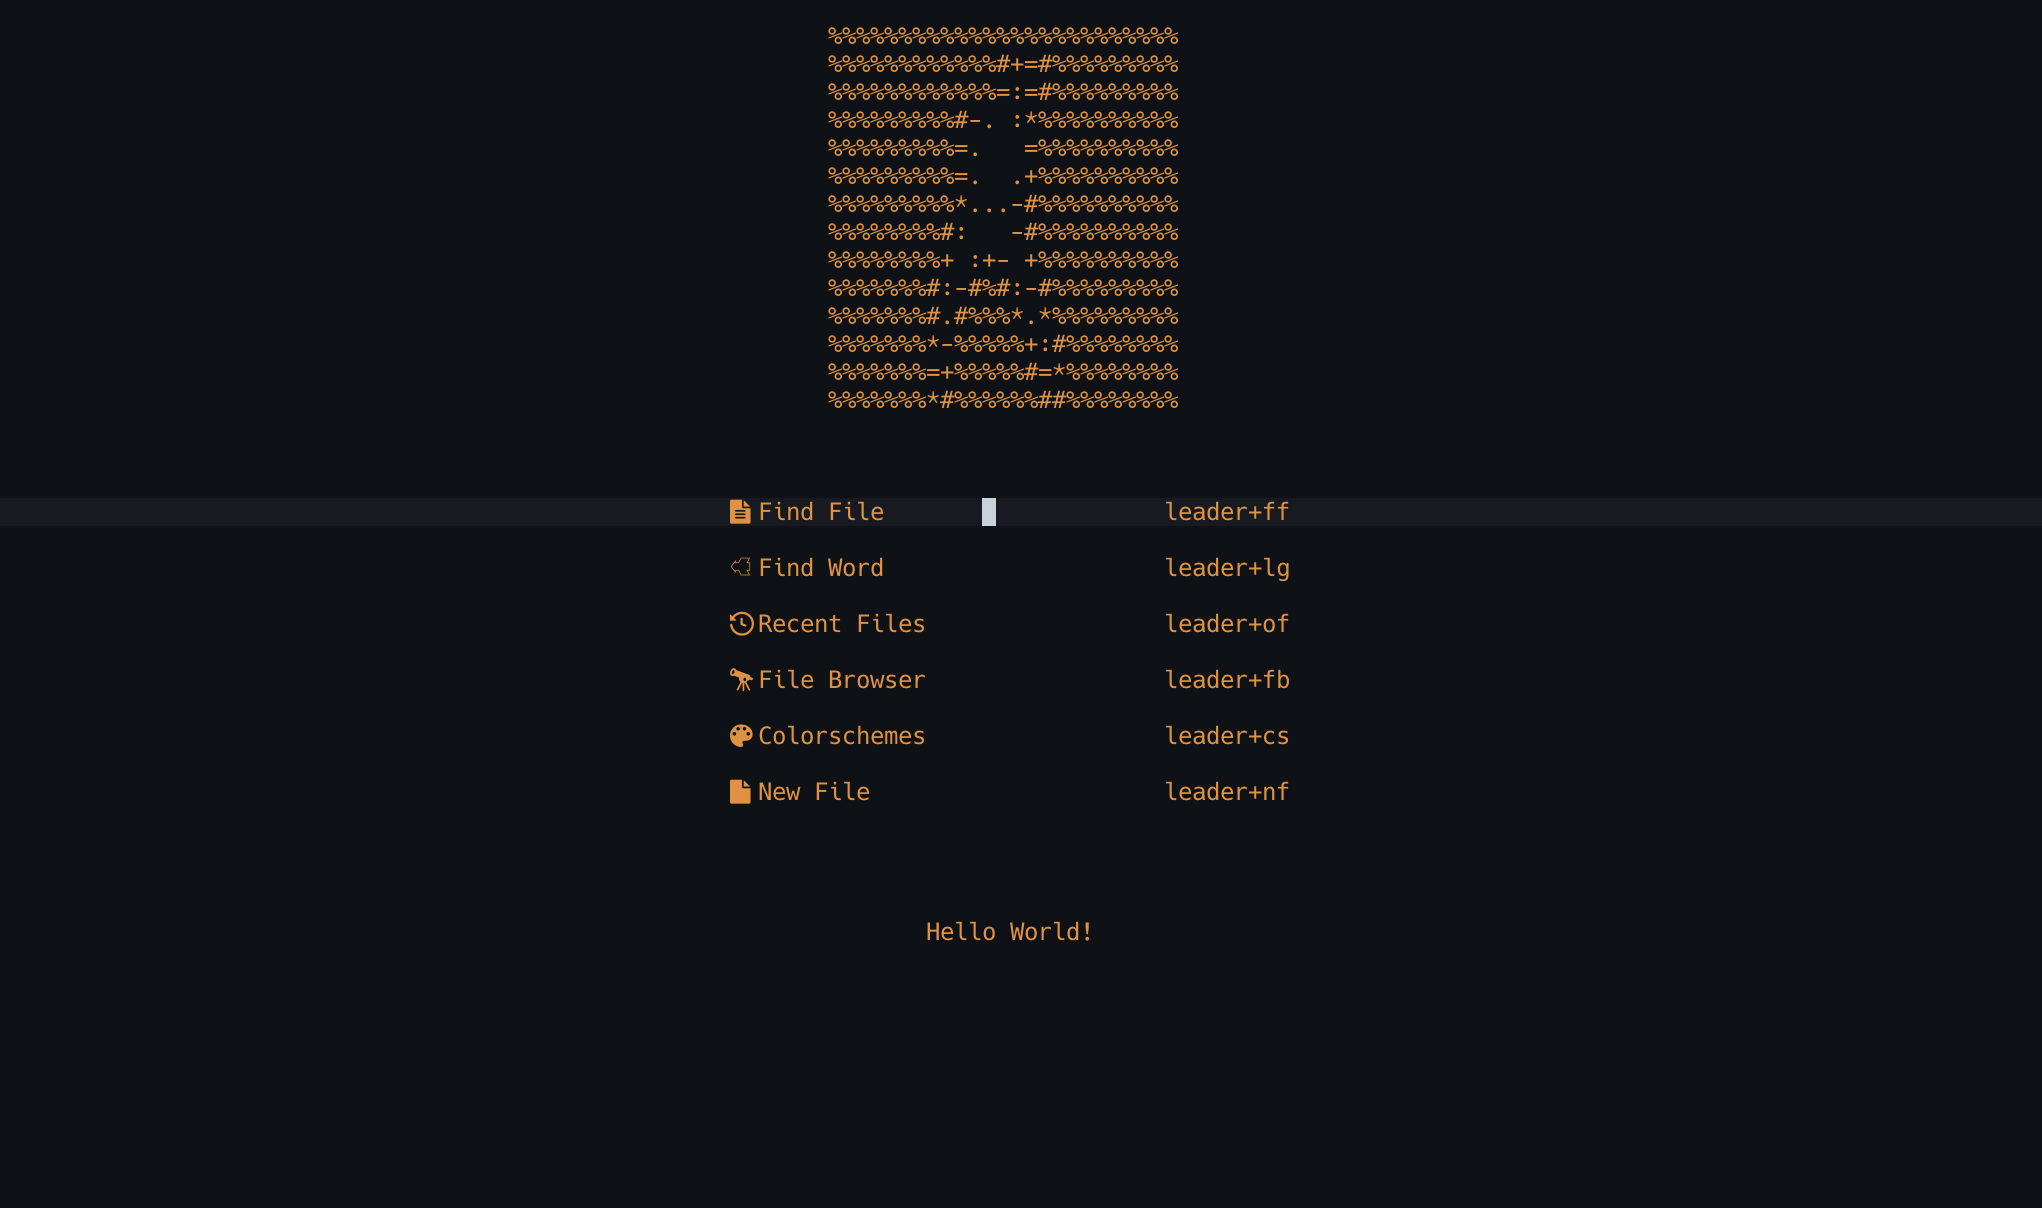 %%%%%%%%%%%%%%%%%%%%%%%%%
%%%%%%%%%%%%#+=#%%%%%%%%%
%%%%%%%%%%%%=:=#%%%%%%%%%
%%%%%%%%%#-. :*%%%%%%%%%%
%%%%%%%%%=.   =%%%%%%%%%%
%%%%%%%%%=.  .+%%%%%%%%%%
%%%%%%%%%*...-#%%%%%%%%%%
%%%%%%%%#:   -#%%%%%%%%%%
%%%%%%%%+ :+- +%%%%%%%%%%
%%%%%%%#:-#%#:-#%%%%%%%%%
%%%%%%%#.#%%%*.*%%%%%%%%%
%%%%%%%*-%%%%%+:#%%%%%%%%
%%%%%%%=+%%%%%#=*%%%%%%%%
%%%%%%%*#%%%%%%##%%%%%%%%
Find File leader+ff
Find Word leader+lg
Recent Files leader+of
File Browser leader+fb
Colorschemes leader+cs
New File leader+nf
Hello World!